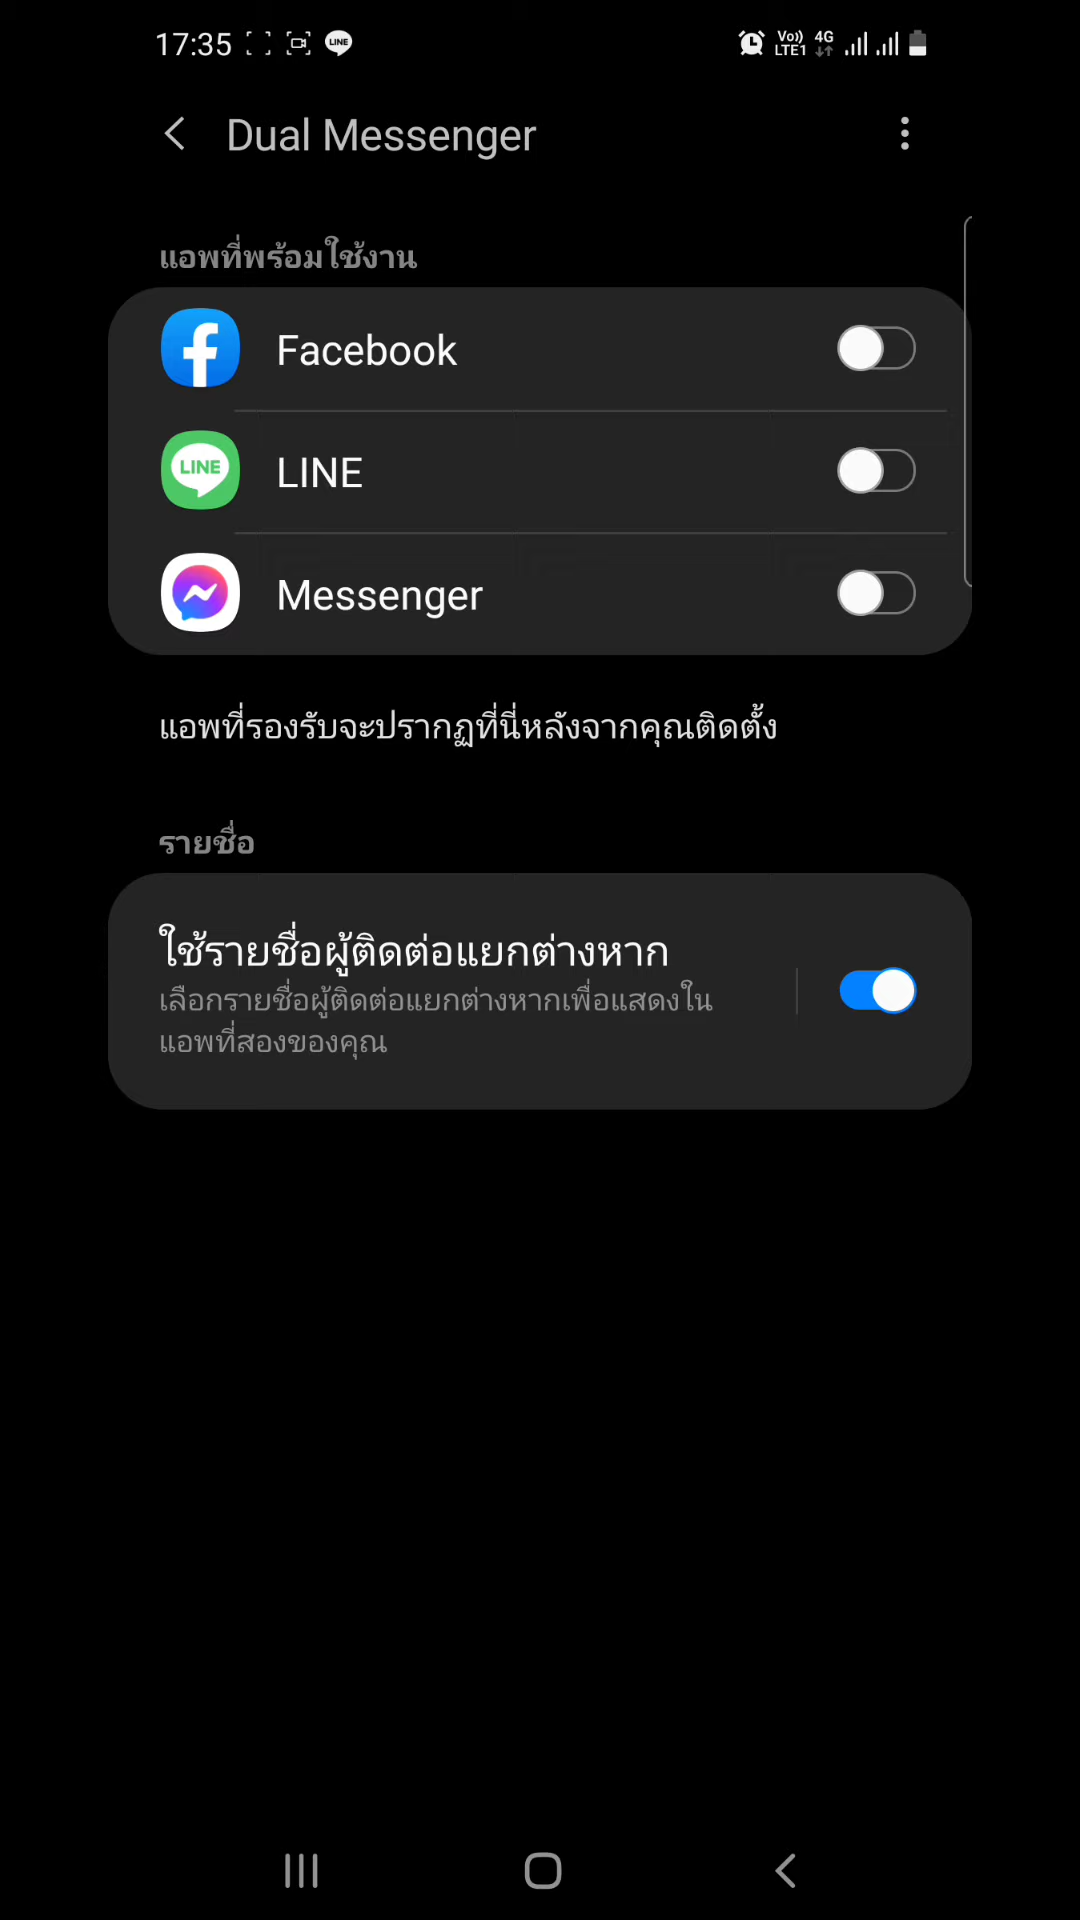 17:35 LINE Vo)) LTE1 4G
Dual Messenger
แอพที่พร้อมใช้งาน
Facebook
LINE LINE
Messenger
แอพที่รองรับจะปรากฏที่นี่หลังจากคุณติดตั้ง
รายชื่อ
ใช้รายชื่อผู้ติดต่อแยกต่างหาก
เลือกรายชื่อผู้ติดต่อแยกต่างหากเพื่อแสดงใน
แอพที่สองของคุณ